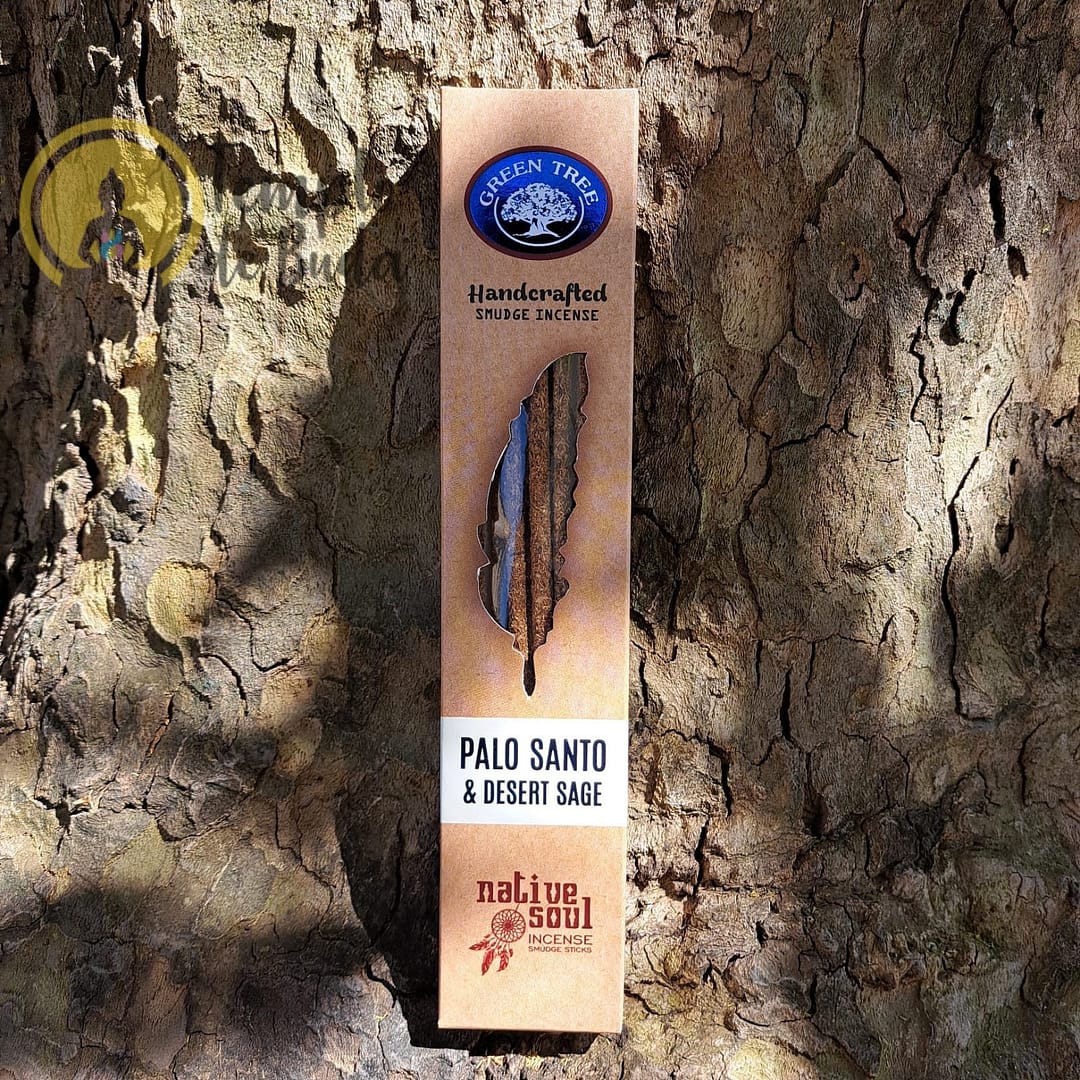 GREEN TREE
Handcrafted
SMUDGE INCENSE
PALO SANTO
& DESERT SAGE
native
soul
INCENSE
SMUDGE STICKS